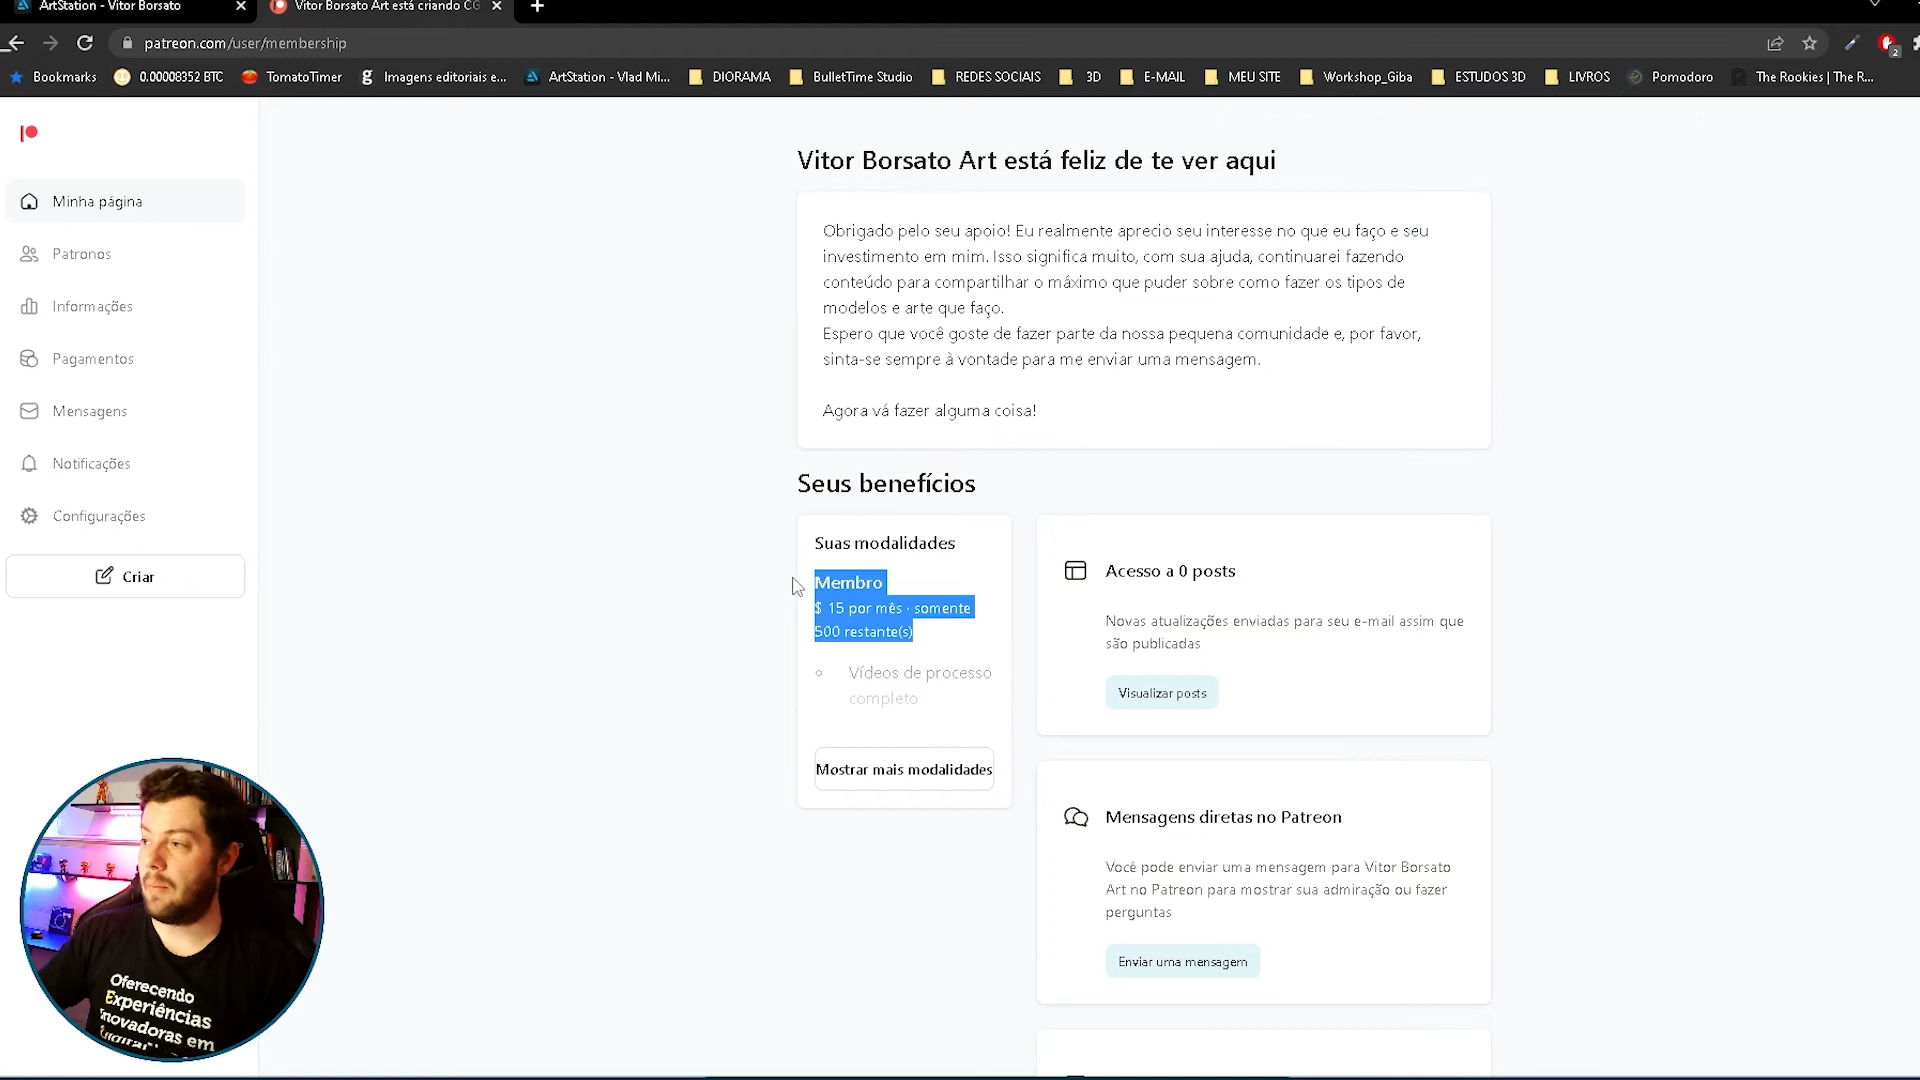 ArtStation - Vitor Borsato
Vitor Borsato Art está criando CG
patreon.com/user/membership
2
Bookmarks
0.00008352 BTC
TomatoTimer
Imagens editoriais e...
ArtStation - Vlad Mi...
DIORAMA
BulletTime Studio
REDES SOCIAIS
3D
E-MAIL
MEU SITE
Workshop_Giba
ESTUDOS 3D
LIVROS
Pomodoro
The Rookies | The R...
Minha página
Patronos
Informações
Pagamentos
Mensagens
Notificações
Configurações
Criar
Vitor Borsato Art está feliz de te ver aqui
Obrigado pelo seu apoio! Eu realmente aprecio seu interesse no que eu faço e seu
investimento em mim. Isso significa muito, com sua ajuda, continuarei fazendo
conteúdo para compartilhar o máximo que puder sobre como fazer os tipos de
modelos e arte que faço.
Espero que você goste de fazer parte da nossa pequena comunidade e, por favor,
sinta-se sempre à vontade para me enviar uma mensagem.
Agora vá fazer alguma coisa!
Seus benefícios
Suas modalidades
Membro
$ 15 por mês · somente
500 restante(s)
Vídeos de processo
completo
Mostrar mais modalidades
Acesso a 0 posts
Novas atualizações enviadas para seu e-mail assim que
são publicadas
Visualizar posts
Mensagens diretas no Patreon
Você pode enviar uma mensagem para Vitor Borsato
Art no Patreon para mostrar sua admiração ou fazer
perguntas
Enviar uma mensagem
Oferecendo
Experiências
Inovadoras em